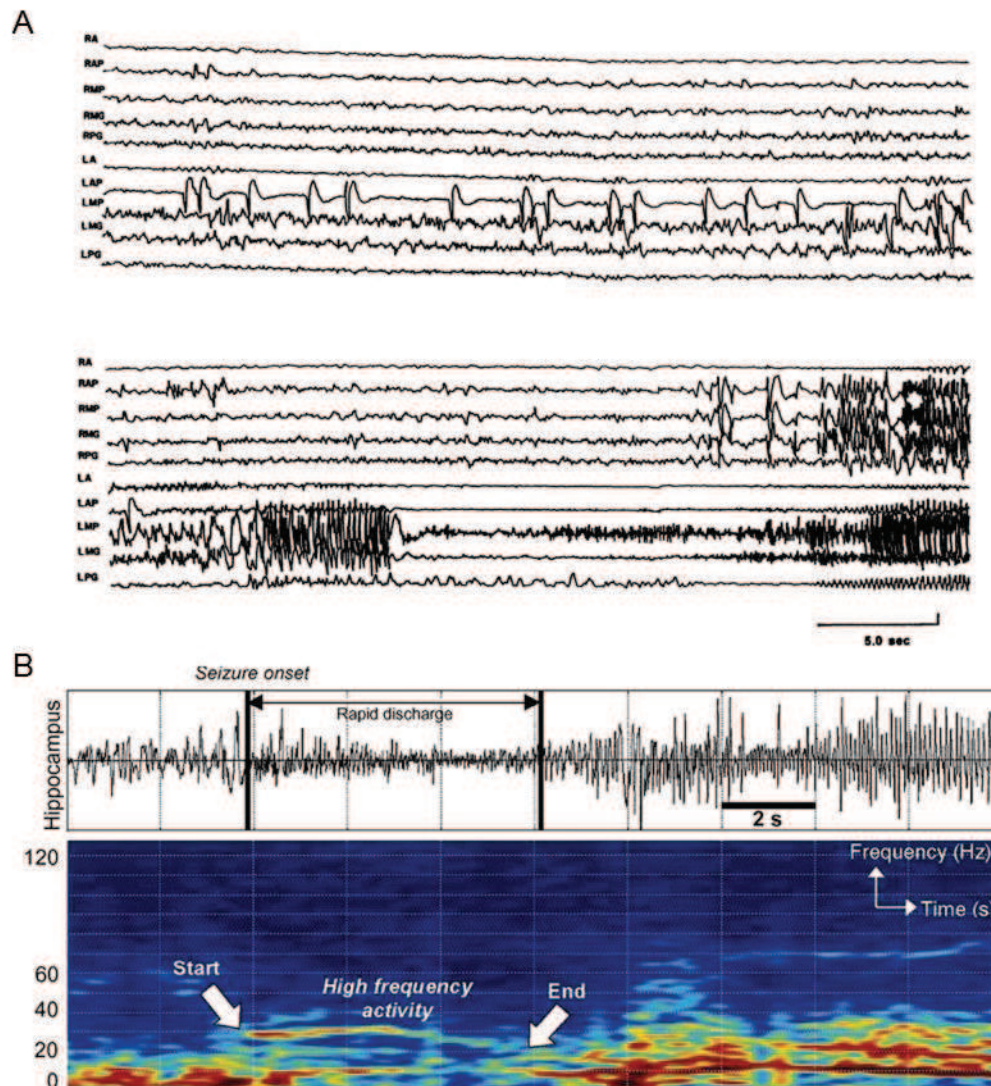 A
RA
RAP
RMP
RMG
RPG
LA
LAP
LMP
LMG
LPG
RA
RAP
RMP
RMG
RPG
LA
LAP
LMP
LMG
LPG
5.0 sec
B
Seizure onset
Rapid discharge
Hippocampus
2 s
120
Frequency (Hz)
Time (s)
60
Start
High frequency
activity
End
40
20
0